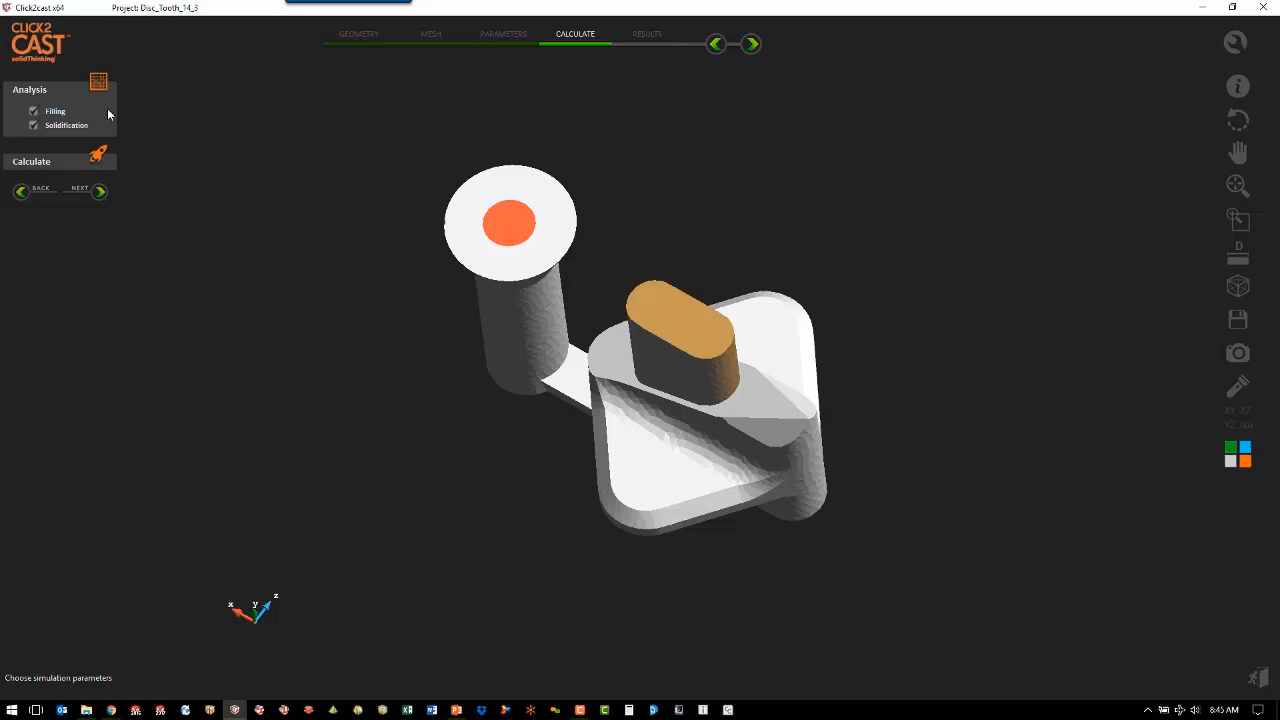 Click2cast x64 Project: Disc_Tooth_14_3
CLICK2
CAST™
solidThinking
GEOMETRY MESH PARAMETERS CALCULATE RESULTS
Analysis
Filling
Solidification
Calculate
BACK NEXT
D
XY XZ
YZ Iso
x y z
Choose simulation parameters
8:45 AM